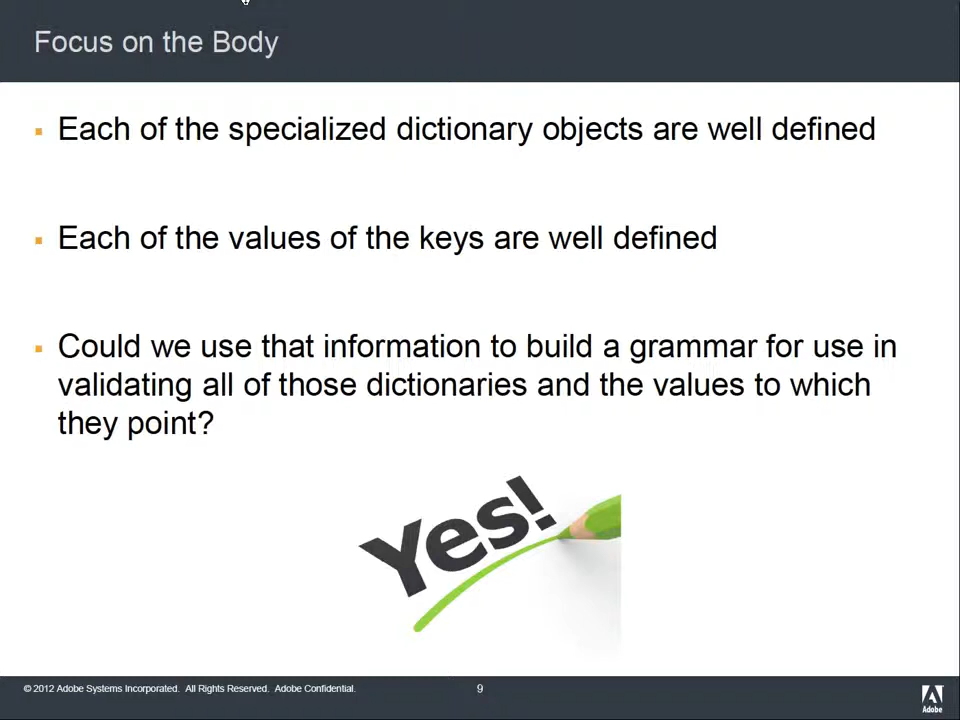 Focus on the Body
Each of the specialized dictionary objects are well defined
Each of the values of the keys are well defined
Could we use that information to build a grammar for use in
validating all of those dictionaries and the values to which
they point?
Yes!
© 2012 Adobe Systems Incorporated. All Rights Reserved. Adobe Confidential.
9
Adobe